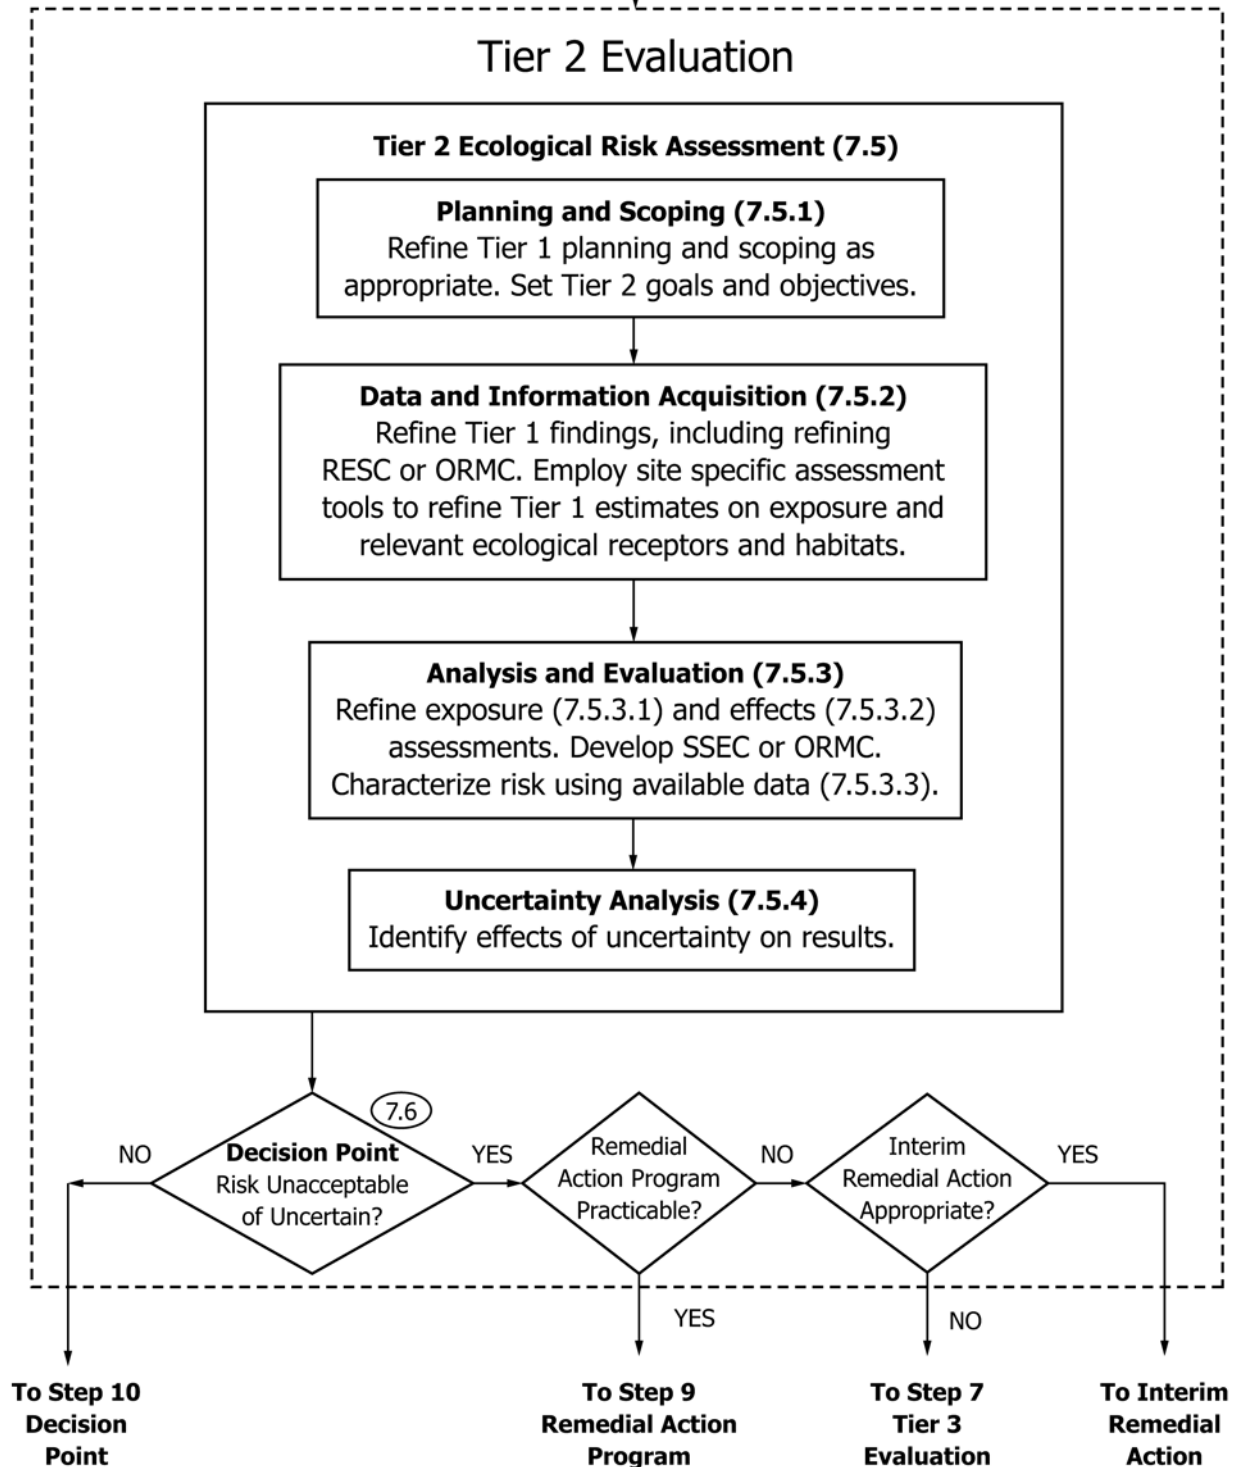 Tier 2 Evaluation
Tier 2 Ecological Risk Assessment (7.5)
Planning and Scoping (7.5.1)
Refine Tier 1 planning and scoping as
appropriate. Set Tier 2 goals and objectives.
Data and Information Acquisition (7.5.2)
Refine Tier 1 findings, including refining
RESC or ORMC. Employ site specific assessment
tools to refine Tier 1 estimates on exposure and
relevant ecological receptors and habitats.
Analysis and Evaluation (7.5.3)
Refine exposure (7.5.3.1) and effects (7.5.3.2)
assessments. Develop SSEC or ORMC.
Characterize risk using available data (7.5.3.3).
Uncertainty Analysis (7.5.4)
Identify effects of uncertainty on results.
7.6
NO
Decision Point
Risk Unacceptable
of Uncertain?
YES
Remedial
Action Program
Practicable?
NO
Interim
Remedial Action
Appropriate?
YES
YES
NO
To Step 10
Decision
Point
To Step 9
Remedial Action
Program
To Step 7
Tier 3
Evaluation
To Interim
Remedial
Action